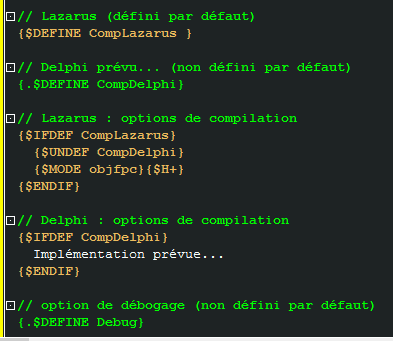 // Lazarus (défini par défaut)
{$DEFINE CompLazarus }
// Delphi prévu... (non défini par défaut)
{.$DEFINE CompDelphi}
// Lazarus : options de compilation
{$IFDEF CompLazarus}
{$UNDEF CompDelphi}
{$MODE objfpc}{$H+}
{$ENDIF}
// Delphi : options de compilation
{$IFDEF CompDelphi}
Implémentation prévue...
{$ENDIF}
// option de débogage (non défini par défaut)
{.$DEFINE Debug}